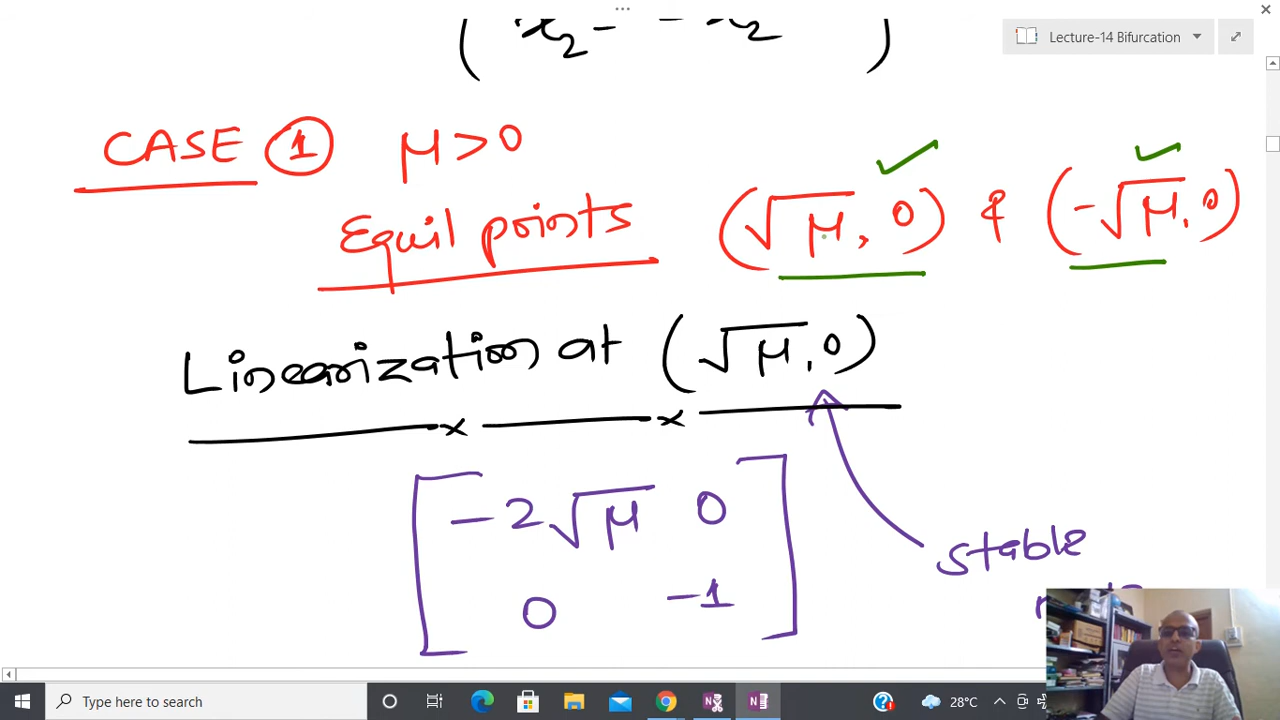 Lecture-14 Bifurcation
CASE 1 μ>0
Equil points (√μ, 0) & (-√μ, 0)
Linearization at (√μ, 0)
-2√μ 0
0 -1
stable
Type here to search
28°C